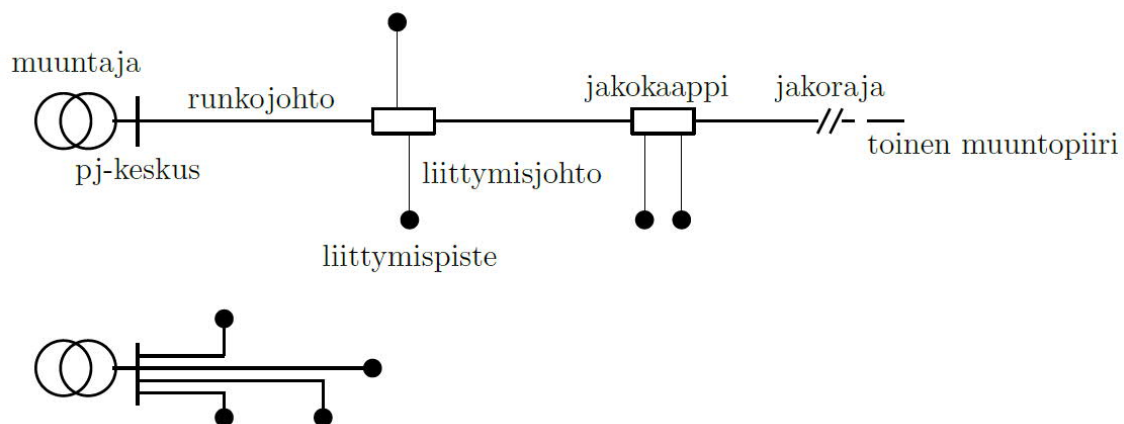 muuntaja
runkojohto
jakokaappi
jakoraja
pj-keskus
liittymisjohto
toinen muuntopiiri
liittymispiste